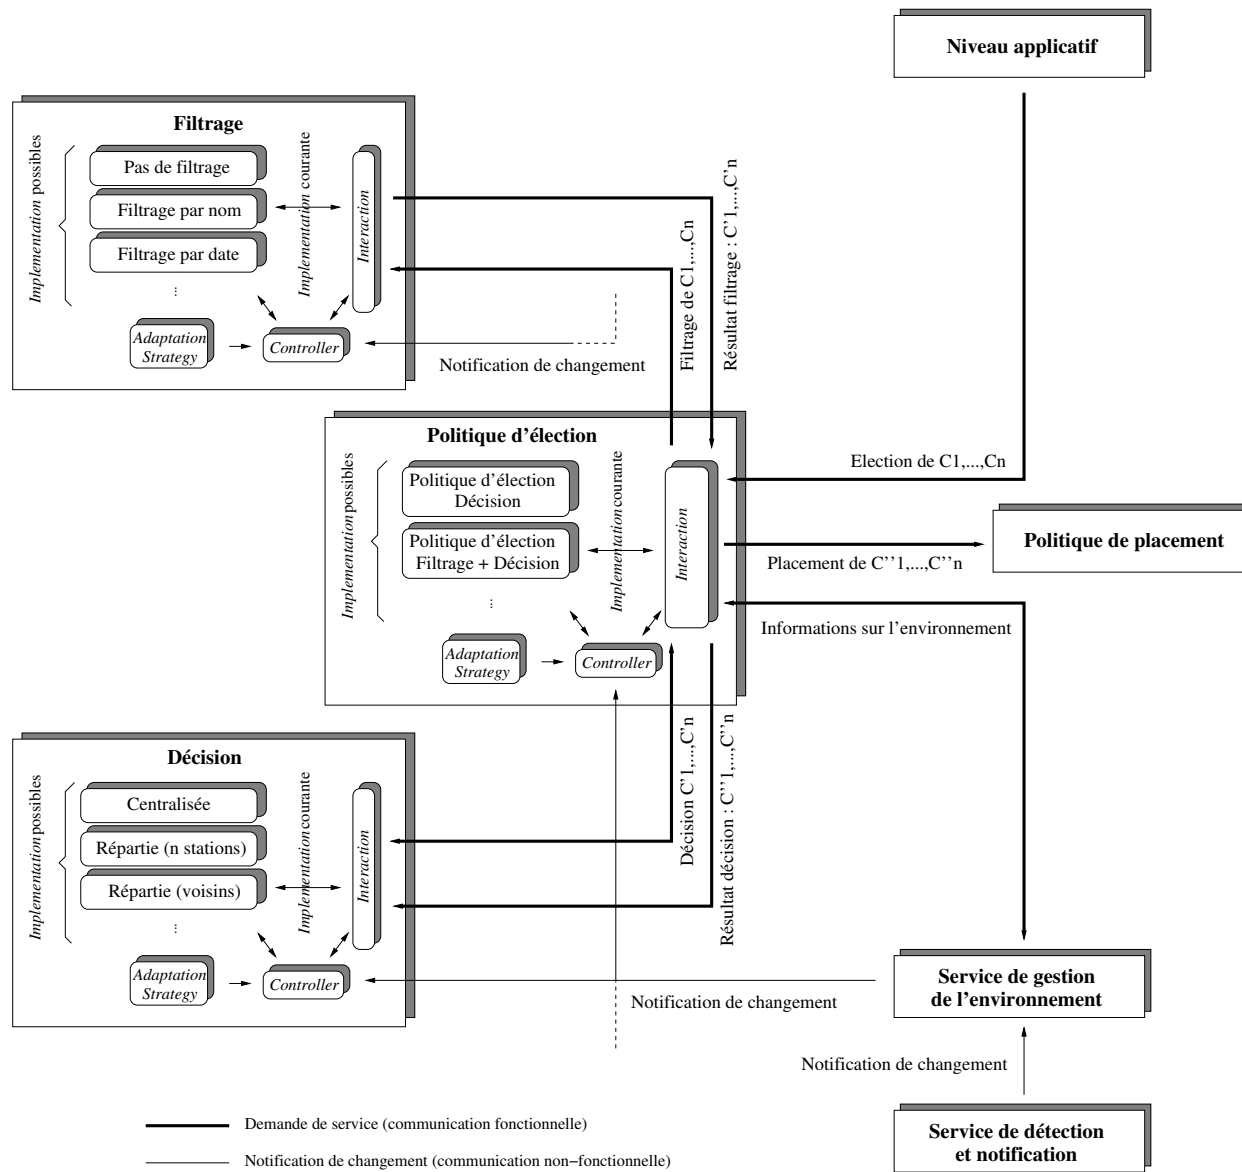 Niveau applicatif
Filtrage
Implementation possibles
Pas de filtrage
Filtrage par nom
Filtrage par date
...
Implementation courante
Interaction
Adaptation
Strategy
Controller
Notification de changement
Filtrage de C1,...,Cn
Résultat filtrage : C'1,...,C'n
Politique d'élection
Implementation possibles
Politique d'élection
Décision
Politique d'élection
Filtrage + Décision
...
Implementation courante
Interaction
Adaptation
Strategy
Controller
Election de C1,...,Cn
Politique de placement
Placement de C''1,...,C''n
Informations sur l'environnement
Décision C'1,...,C'n
Résultat décision : C''1,...,C''n
Décision
Implementation possibles
Centralisée
Répartie (n stations)
Répartie (voisins)
...
Implementation courante
Interaction
Adaptation
Strategy
Controller
Notification de changement
Service de gestion
de l'environnement
Notification de changement
Service de détection
et notification
Demande de service (communication fonctionnelle)
Notification de changement (communication non−fonctionnelle)